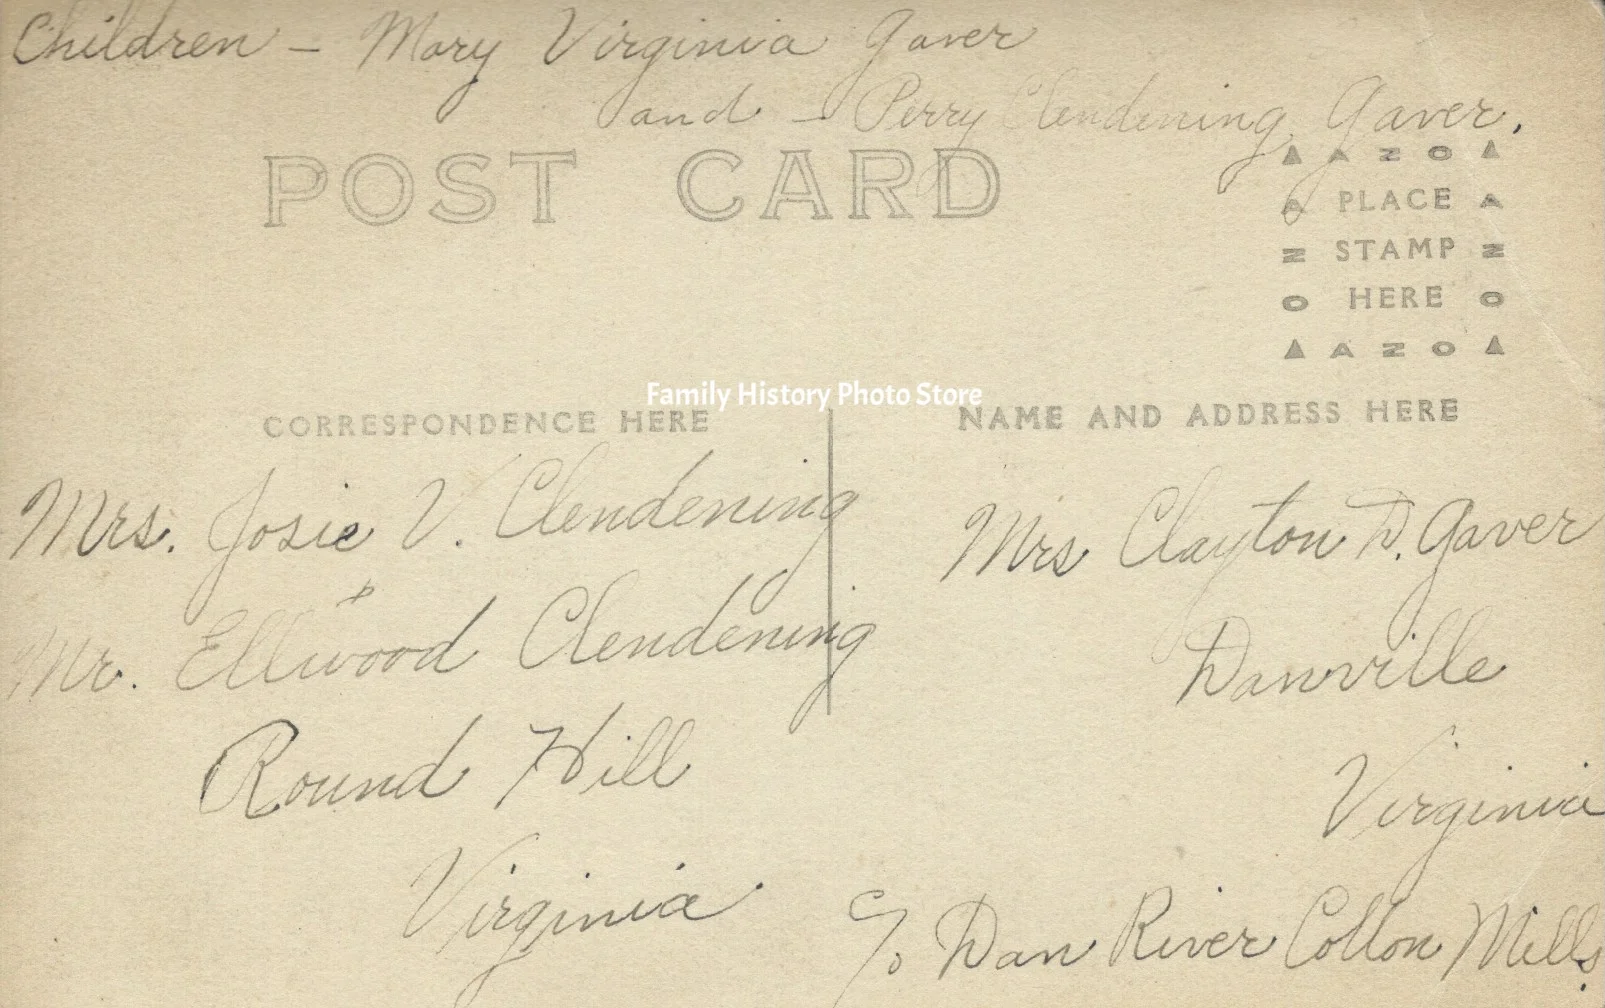 Children - Mary Virginia Gaver
and - Perry Clendening Gaver.
POST CARD
▲ A Z O ▲
A PLACE A
Z STAMP Z
O HERE O
▲ A Z O ▲
Family History Photo Store
CORRESPONDENCE HERE
Mrs. Josie V. Clendening
&
Mr. Ellwood Clendening
Round Hill
Virginia
NAME AND ADDRESS HERE
Mrs Clayton D. Gaver
Danville
Virginia
c/o Dan River Cotton Mills.